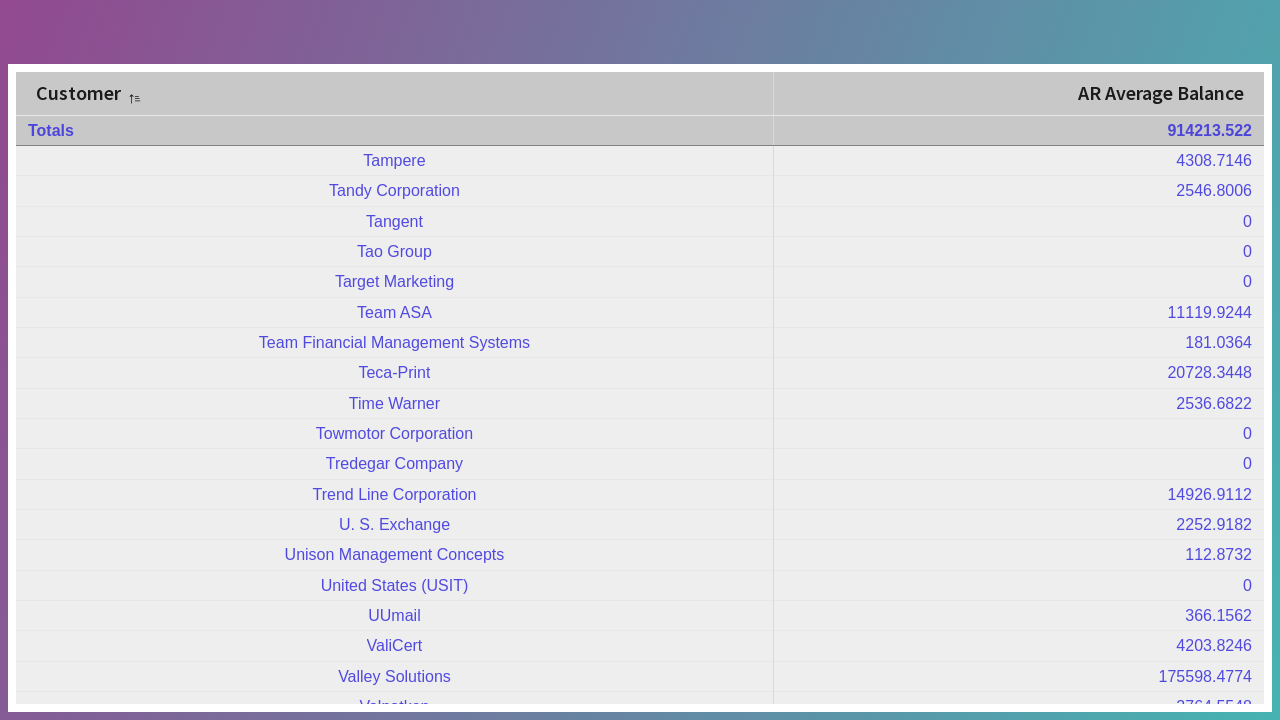 Customer AR Average Balance
Totals 914213.522
Tampere 4308.7146
Tandy Corporation 2546.8006
Tangent 0
Tao Group 0
Target Marketing 0
Team ASA 11119.9244
Team Financial Management Systems 181.0364
Teca-Print 20728.3448
Time Warner 2536.6822
Towmotor Corporation 0
Tredegar Company 0
Trend Line Corporation 14926.9112
U. S. Exchange 2252.9182
Unison Management Concepts 112.8732
United States (USIT) 0
UUmail 366.1562
ValiCert 4203.8246
Valley Solutions 175598.4774